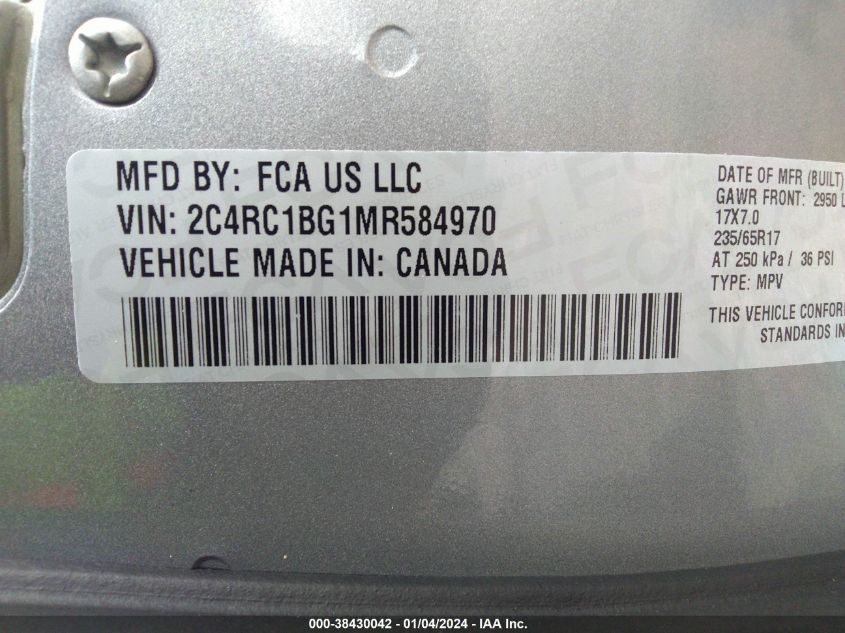 MFD BY: FCA US LLC
VIN: 2C4RC1BG1MR584970
VEHICLE MADE IN: CANADA
DATE OF MFR (BUILT)
GAWR FRONT: 2950 L
17X7.0
235/65R17
AT 250 kPa / 36 PSI
TYPE: MPV
THIS VEHICLE CONFOR
STANDARDS IN
000-38430042 - 01/04/2024 - IAA Inc.